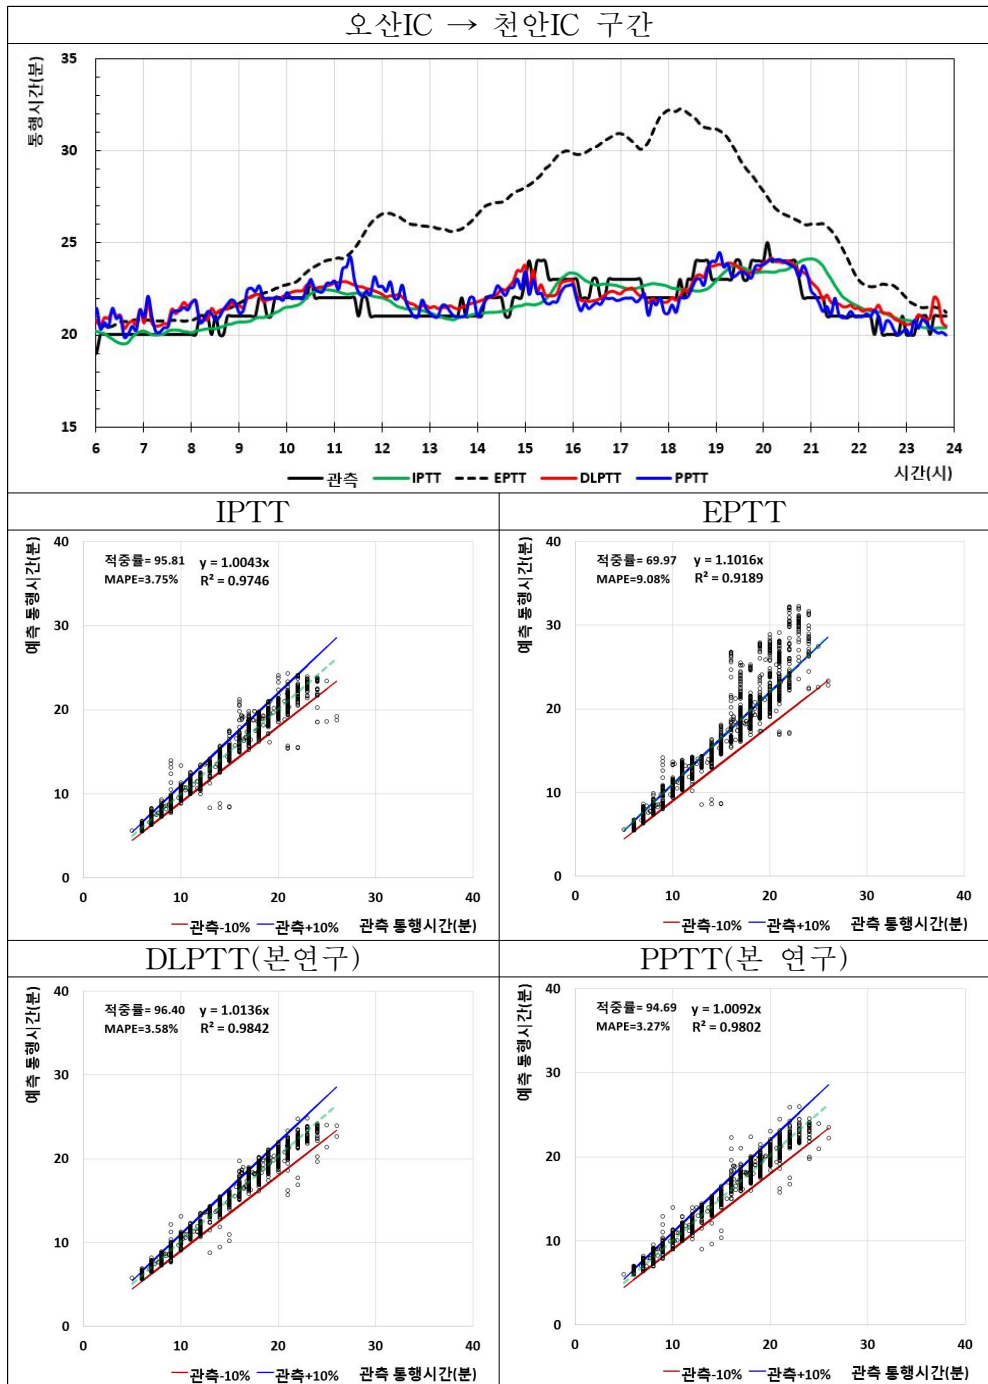 오산IC → 천안IC 구간
통행시간(분)
35
30
25
20
15
6 7 8 9 10 11 12 13 14 15 16 17 18 19 20 21 22 23 24
시간(시)
관측 IPTT EPTT DLPTT PPTT
IPTT
예측 통행시간(분)
적중률= 95.81 y = 1.0043x
MAPE=3.75% R² = 0.9746
40
30
20
10
0
0 10 20 30 40
관측-10% 관측+10% 관측 통행시간(분)
EPTT
예측 통행시간(분)
적중률= 69.97 y = 1.1016x
MAPE=9.08% R² = 0.9189
40
30
20
10
0
0 10 20 30 40
관측-10% 관측+10% 관측 통행시간(분)
DLPTT(본연구)
예측 통행시간(분)
적중률= 96.40 y = 1.0136x
MAPE=3.58% R² = 0.9842
40
30
20
10
0
0 10 20 30 40
관측-10% 관측+10% 관측 통행시간(분)
PPTT(본 연구)
예측 통행시간(분)
적중률= 94.69 y = 1.0092x
MAPE=3.27% R² = 0.9802
40
30
20
10
0
0 10 20 30 40
관측-10% 관측+10% 관측 통행시간(분)